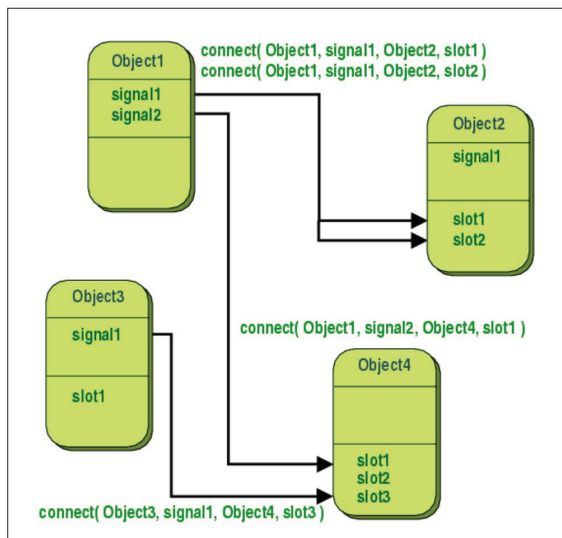 connect( Object1, signal1, Object2, slot1 )
connect( Object1, signal1, Object2, slot2 )
Object1
signal1
signal2
Object2
signal1
slot1
slot2
Object3
signal1
slot1
connect( Object1, signal2, Object4, slot1 )
Object4
slot1
slot2
slot3
connect( Object3, signal1, Object4, slot3 )